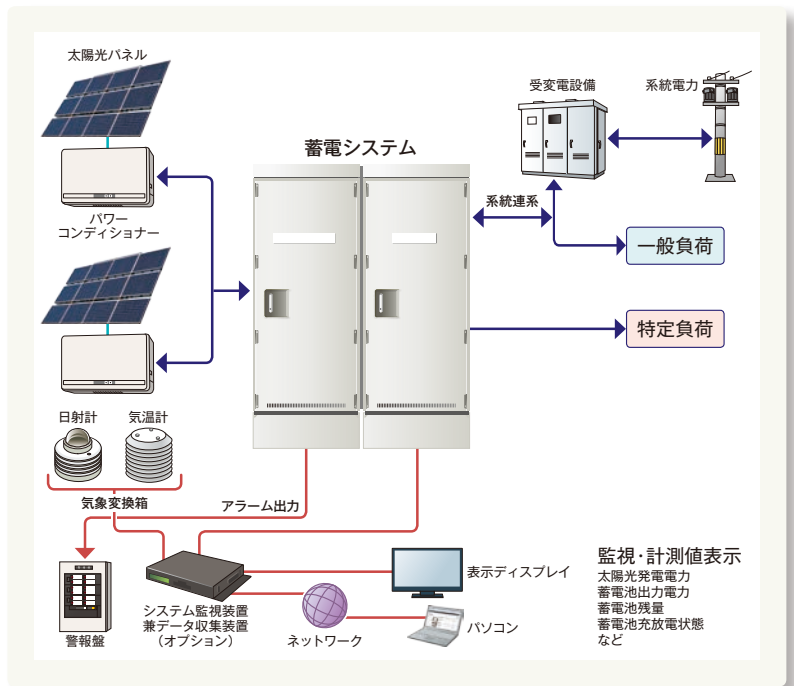 太陽光パネル
受変電設備
系統電力
蓄電システム
パワー
コンディショナー
系統連系
一般負荷
特定負荷
日射計
気温計
気象変換箱
アラーム出力
警報盤
システム監視装置
兼データ収集装置
(オプション)
ネットワーク
表示ディスプレイ
パソコン
監視・計測値表示
太陽光発電電力
蓄電池出力電力
蓄電池残量
蓄電池充放電状態
など